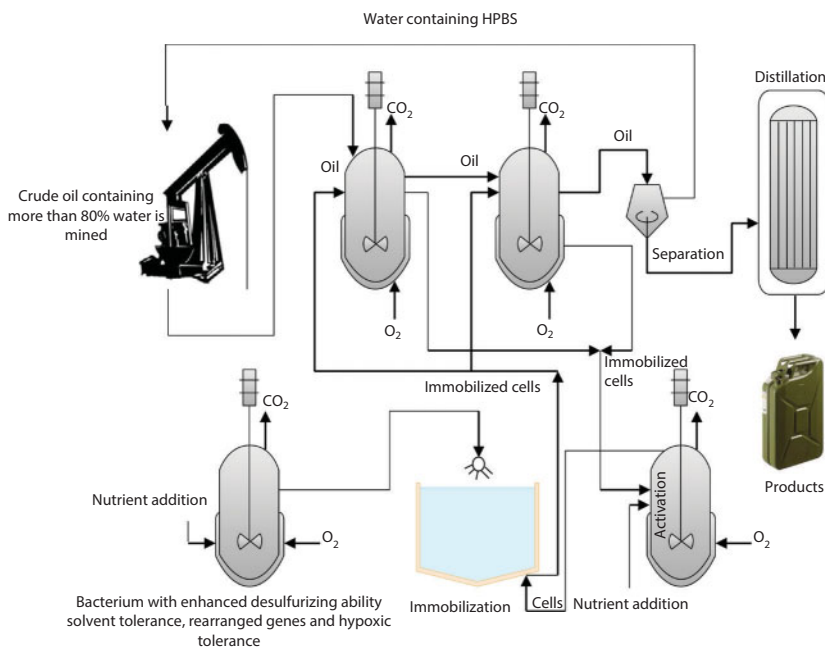 Water containing HPBS
Distillation
CO2
CO2
Oil
Oil
Oil
Crude oil containing
more than 80% water is
mined
Separation
O2
O2
Immobilized cells
Immobilized
cells
CO2
CO2
Nutrient addition
O2
Activation
O2
Products
Bacterium with enhanced desulfurizing ability
solvent tolerance, rearranged genes and hypoxic
tolerance
Immobilization
Cells
Nutrient addition